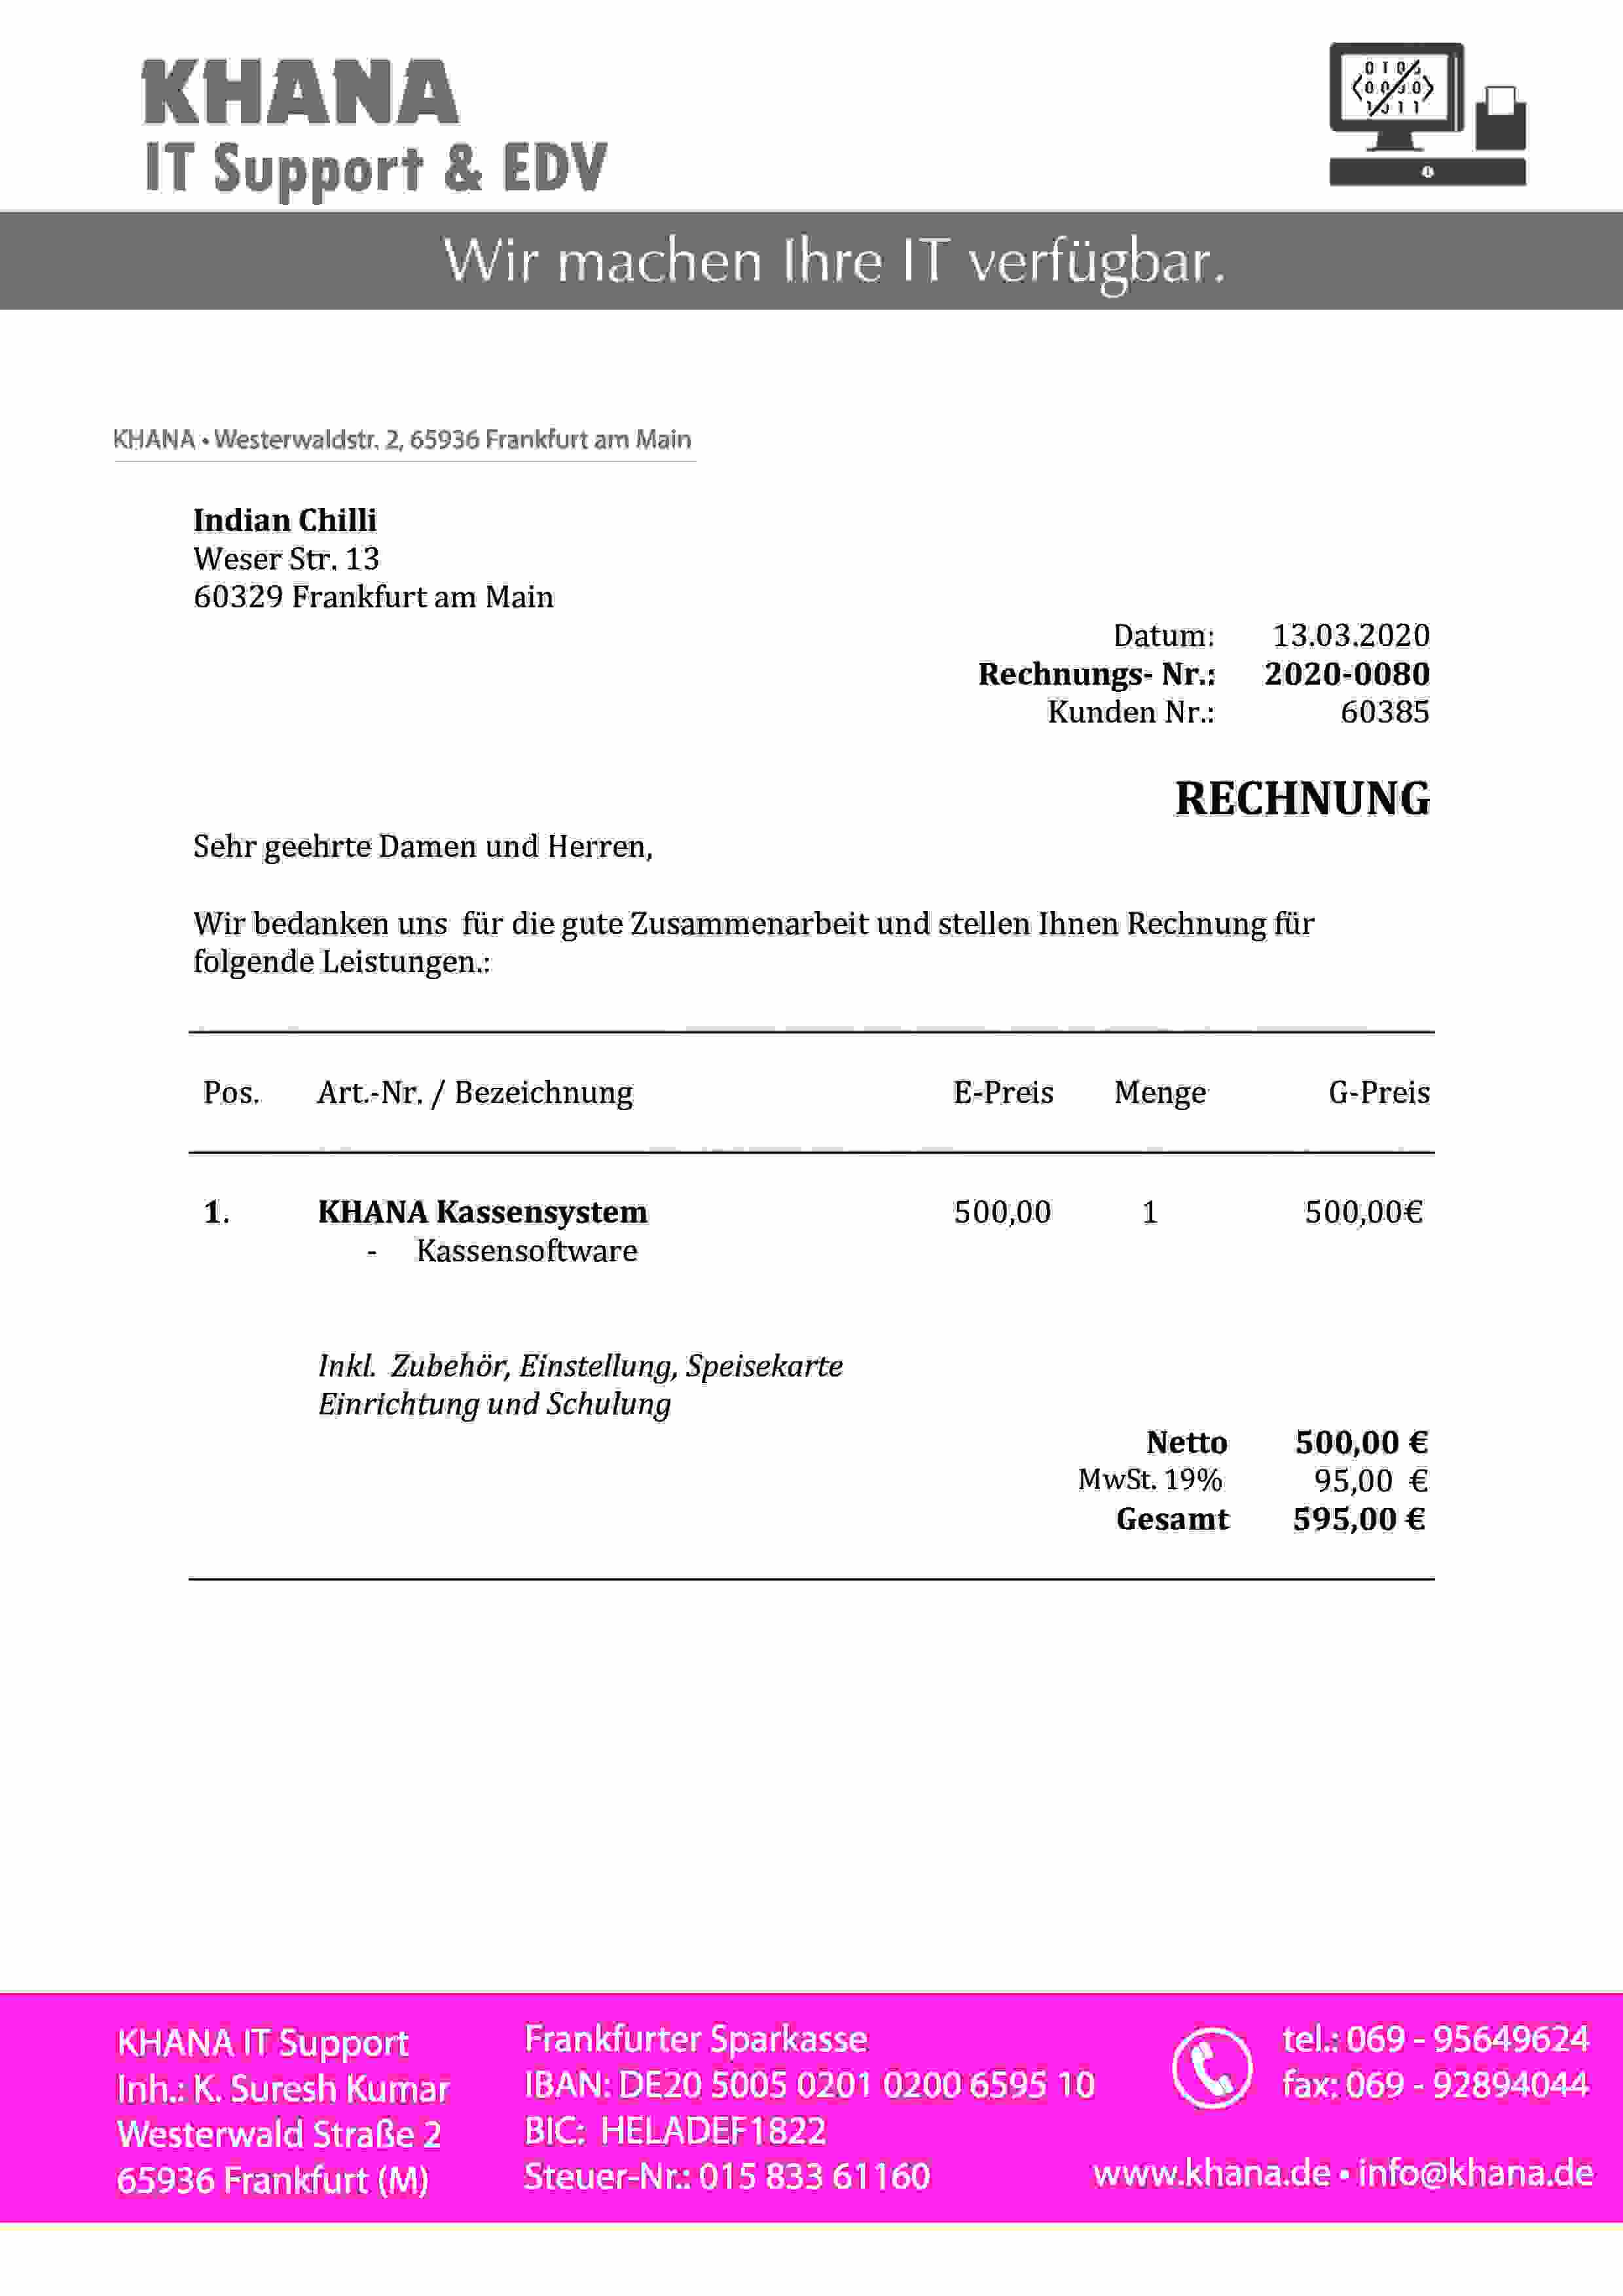 KHANA
IT Support & EDV
Wir machen Ihre IT verfügbar.
KHANA • Westerwaldstr. 2, 65936 Frankfurt am Main
Indian Chilli
Weser Str. 13
60329 Frankfurt am Main
Datum: 13.03.2020
Rechnungs- Nr.: 2020-0080
Kunden Nr.: 60385
RECHNUNG
Sehr geehrte Damen und Herren,
Wir bedanken uns für die gute Zusammenarbeit und stellen Ihnen Rechnung für
folgende Leistungen.:
Pos. Art.-Nr. / Bezeichnung E-Preis Menge G-Preis
1. KHANA Kassensystem 500,00 1 500,00€
- Kassensoftware
Inkl. Zubehör, Einstellung, Speisekarte
Einrichtung und Schulung
Netto 500,00 €
MwSt. 19% 95,00 €
Gesamt 595,00 €
KHANA IT Support
Inh.: K. Suresh Kumar
Westerwald Straße 2
65936 Frankfurt (M)
Frankfurter Sparkasse
IBAN: DE20 5005 0201 0200 6595 10
BIC: HELADEF1822
Steuer-Nr.: 015 833 61160
tel.: 069 - 95649624
fax: 069 - 92894044
www.khana.de • info@khana.de